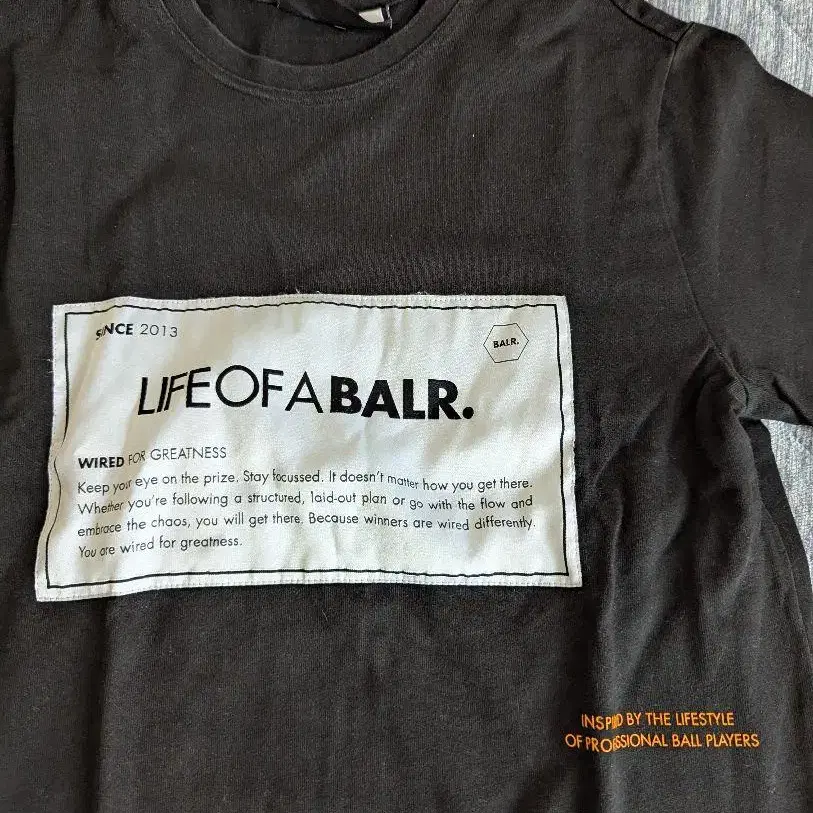 SINCE 2013
BALR.
LIFEOFABALR.
WIRED FOR GREATNESS
Keep your eye on the prize. Stay focussed. It doesn't matter how you get there.
Whether you're following a structured, laid-out plan or go with the flow and
embrace the chaos, you will get there. Because winners are wired differently.
You are wired for greatness.
INSPIRED BY THE LIFESTYLE
OF PROFESSIONAL BALL PLAYERS